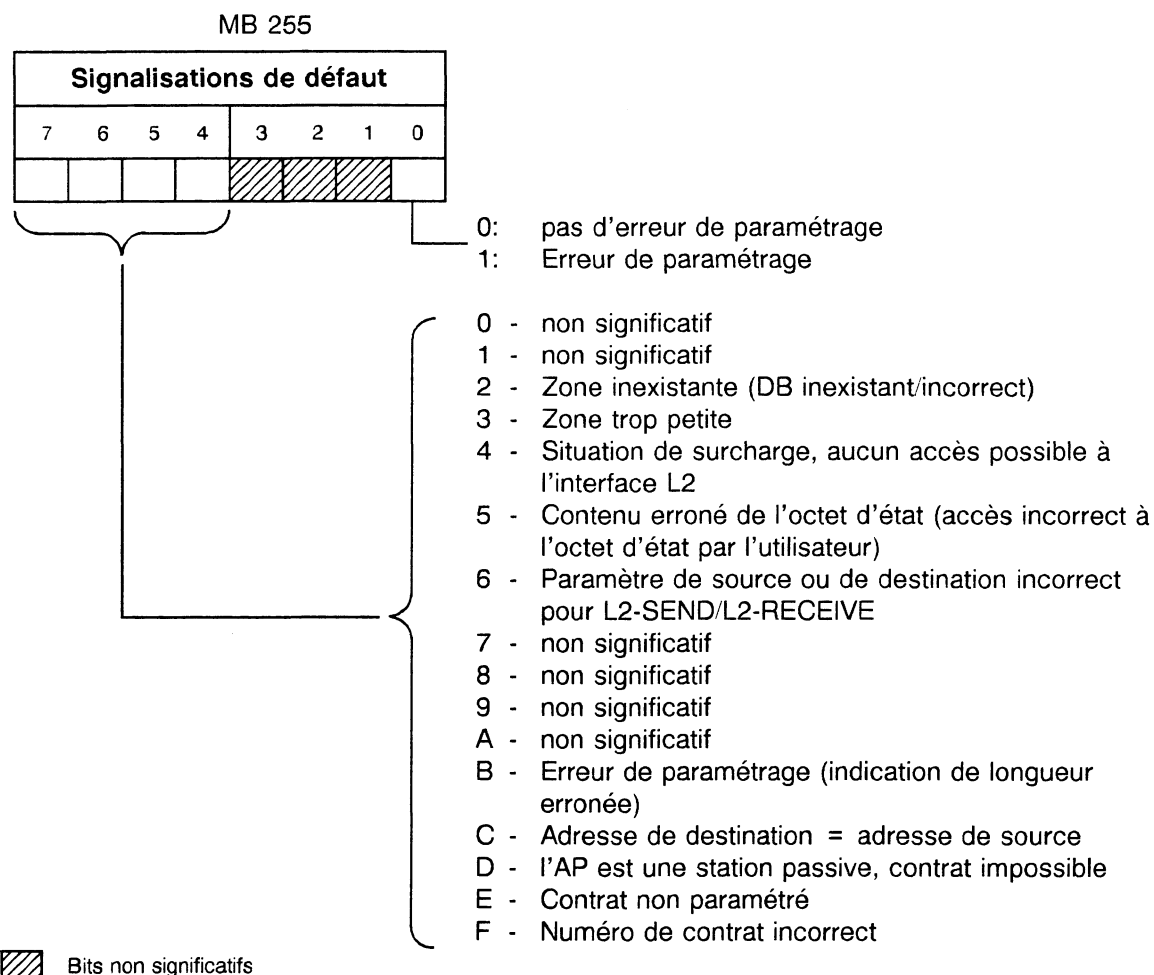 MB 255
Signalisations de défaut
7 6 5 4 3 2 1 0
0: pas d'erreur de paramétrage
1: Erreur de paramétrage
0 - non significatif
1 - non significatif
2 - Zone inexistante (DB inexistant/incorrect)
3 - Zone trop petite
4 - Situation de surcharge, aucun accès possible à
l'interface L2
5 - Contenu erroné de l'octet d'état (accès incorrect à
l'octet d'état par l'utilisateur)
6 - Paramètre de source ou de destination incorrect
pour L2-SEND/L2-RECEIVE
7 - non significatif
8 - non significatif
9 - non significatif
A - non significatif
B - Erreur de paramétrage (indication de longueur
erronée)
C - Adresse de destination = adresse de source
D - l'AP est une station passive, contrat impossible
E - Contrat non paramétré
F - Numéro de contrat incorrect
Bits non significatifs